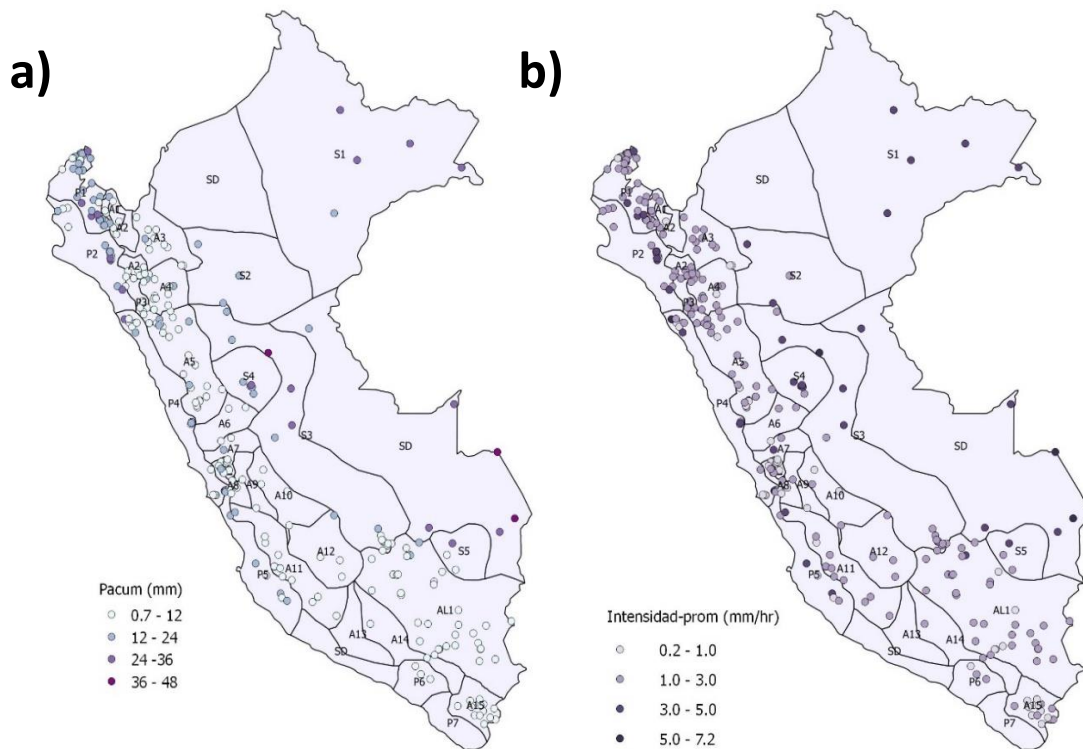 a)
S1
SD
P1
A1
A2
A3
P2
A2
S2
A4
P3
A5
S4
P4
A6
S3
SD
A7
A8
A9
A10
A12
S5
P5
A11
AL1
A13
A14
SD
P6
A15
P7
Pacum (mm)
0.7 - 12
12 - 24
24 -36
36 - 48
b)
S1
SD
P1
A1
A2
A3
P2
A2
S2
A4
P3
A5
S4
P4
A6
S3
SD
A7
A8
A9
A10
A12
S5
P5
A11
AL1
A13
A14
SD
P6
A15
P7
Intensidad-prom (mm/hr)
0.2 - 1.0
1.0 - 3.0
3.0 - 5.0
5.0 - 7.2